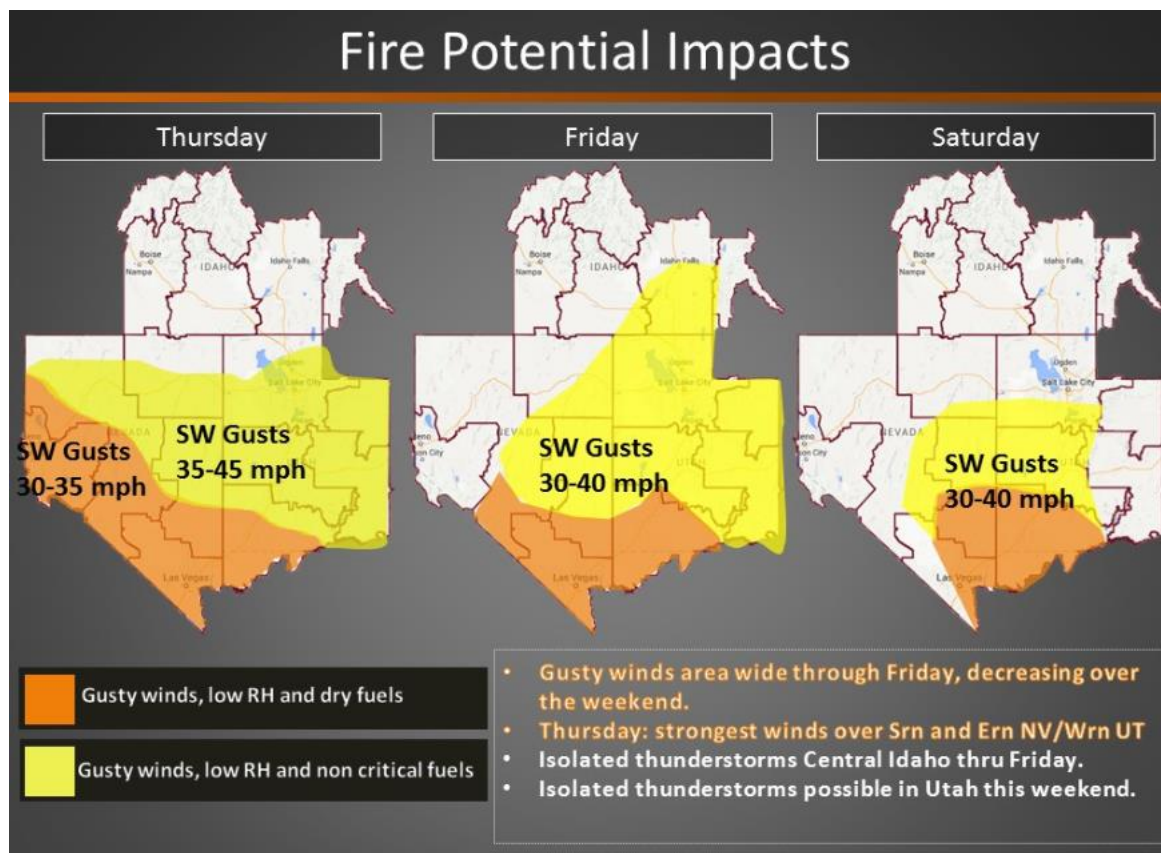 Fire Potential Impacts
Thursday
Friday
Saturday
Boise
Nampa
IDAHO
Idaho Falls
NEVADA
SW Gusts
30-35 mph
SW Gusts
35-45 mph
Salt Lake City
Las Vegas
Boise
Nampa
IDAHO
Idaho Falls
Ogden
Salt Lake City
NEVADA
UTAH
SW Gusts
30-40 mph
Boise
Nampa
IDAHO
Idaho Falls
Ogden
Salt Lake City
NEVADA
SW Gusts
30-40 mph
Las Vegas
Gusty winds, low RH and dry fuels
Gusty winds, low RH and non critical fuels
• Gusty winds area wide through Friday, decreasing over
the weekend.
• Thursday: strongest winds over Srn and Ern NV/Wrn UT
• Isolated thunderstorms Central Idaho thru Friday.
• Isolated thunderstorms possible in Utah this weekend.